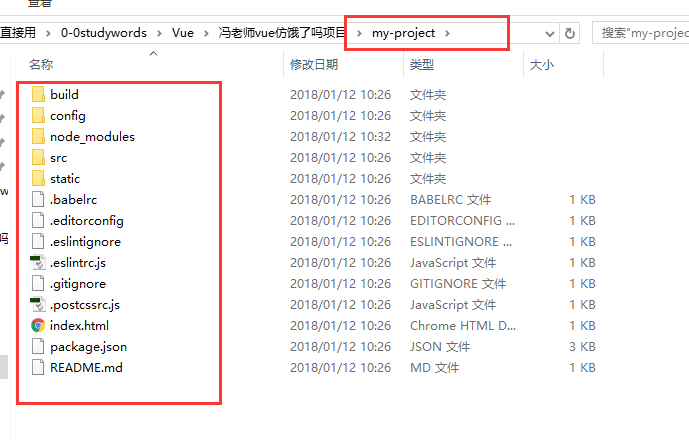 查看
直接用 › 0-0studywords › Vue › 冯老师vue仿饿了吗项目 › my-project ›
搜索"my-projec
名称 修改日期 类型 大小
build 2018/01/12 10:26 文件夹
config 2018/01/12 10:26 文件夹
node_modules 2018/01/12 10:32 文件夹
src 2018/01/12 10:26 文件夹
static 2018/01/12 10:26 文件夹
.babelrc 2018/01/12 10:26 BABELRC 文件 1 KB
.editorconfig 2018/01/12 10:26 EDITORCONFIG ... 1 KB
.eslintignore 2018/01/12 10:26 ESLINTIGNORE ... 1 KB
.eslintrc.js 2018/01/12 10:26 JavaScript 文件 1 KB
.gitignore 2018/01/12 10:26 GITIGNORE 文件 1 KB
.postcssrc.js 2018/01/12 10:26 JavaScript 文件 1 KB
index.html 2018/01/12 10:26 Chrome HTML D... 1 KB
package.json 2018/01/12 10:26 JSON 文件 3 KB
README.md 2018/01/12 10:26 MD 文件 1 KB
w
吗